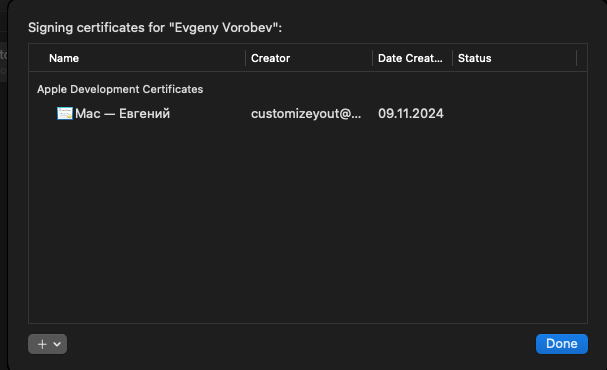 Signing certificates for "Evgeny Vorobev":
Name Creator Date Creat... Status
Apple Development Certificates
Mac — Евгений customizeyout@... 09.11.2024
Done